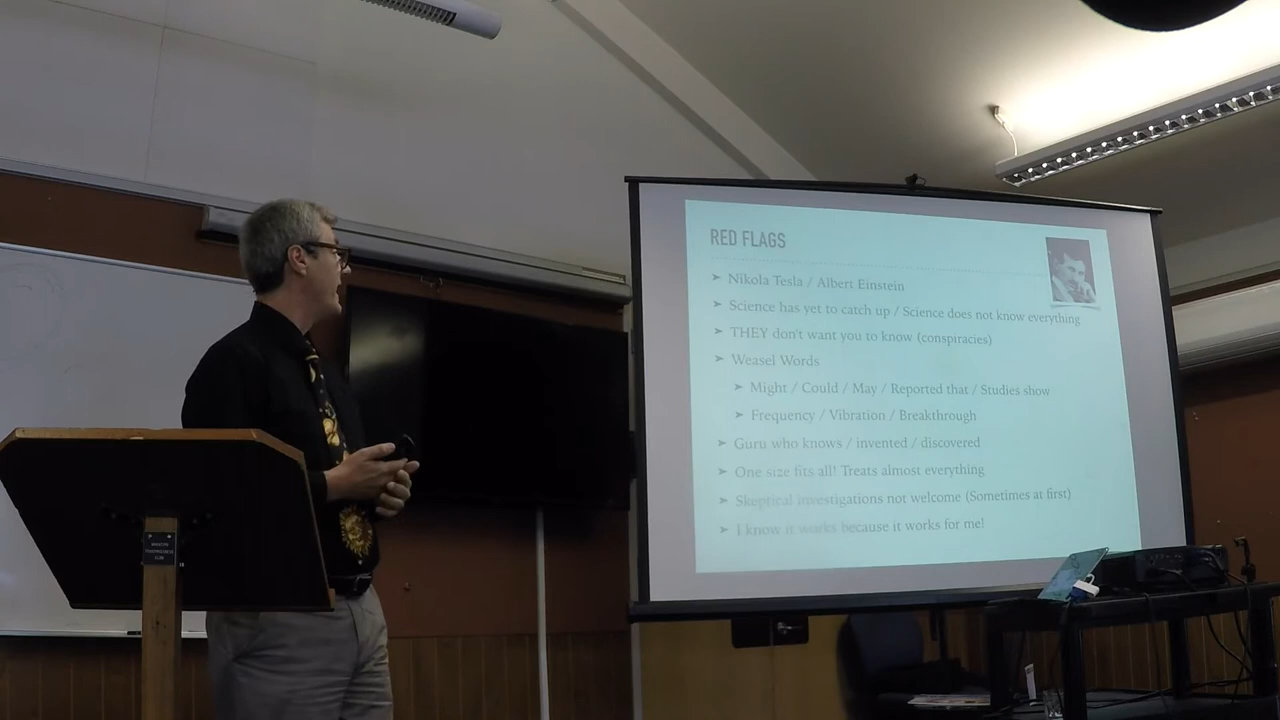 RED FLAGS
➤ Nikola Tesla / Albert Einstein
➤ Science has yet to catch up / Science does not know everything
➤ THEY don't want you to know (conspiracies)
➤ Weasel Words
➤ Might / Could / May / Reported that / Studies show
➤ Frequency / Vibration / Breakthrough
➤ Guru who knows / invented / discovered
➤ One size fits all! Treats almost everything
➤ Skeptical investigations not welcome (Sometimes at first)
➤ I know it works because it works for me!